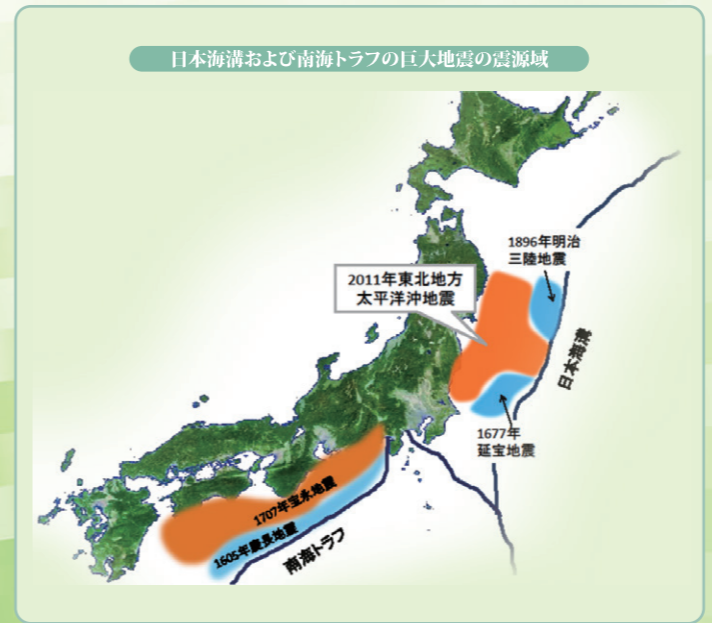 日本海溝および南海トラフの巨大地震の震源域
1896年明治
三陸地震
2011年東北地方
太平洋沖地震
日本海溝
1677年
延宝地震
1707年宝永地震
1605年慶長地震
南海トラフ